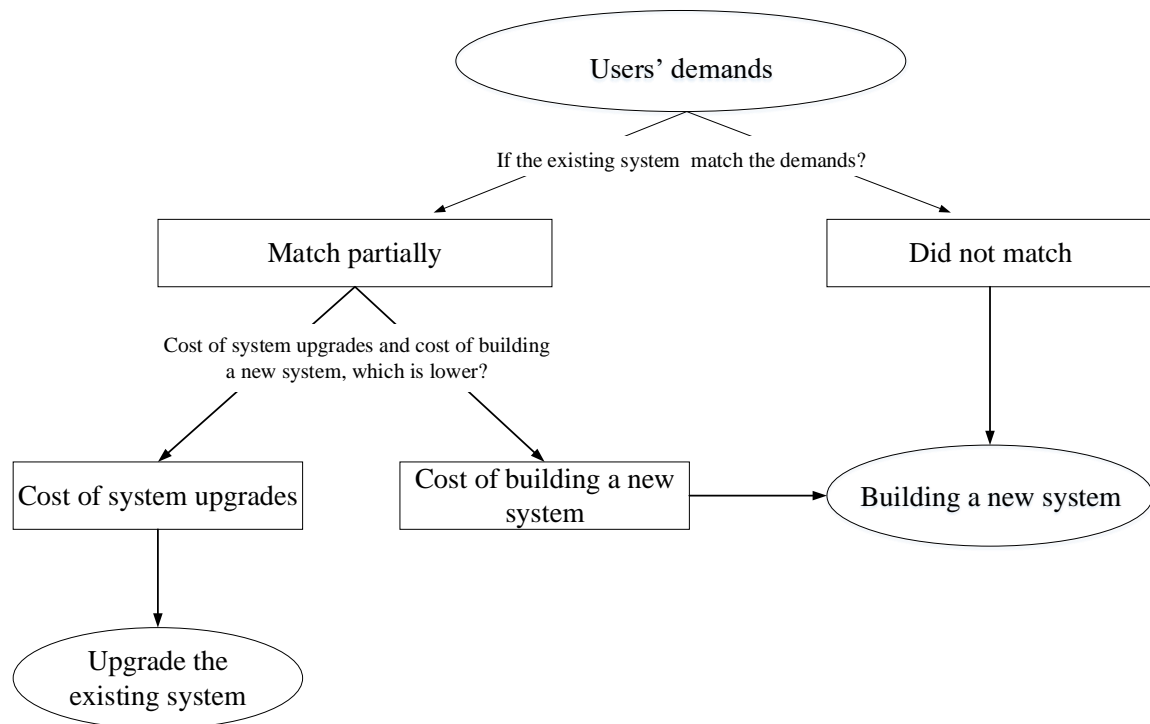 Users’ demands
If the existing system  match the demands?
Match partially
Did not match
Cost of system upgrades and cost of building
a new system, which is lower?
Cost of system upgrades
Cost of building a new
system
Building a new system
Upgrade the
existing system